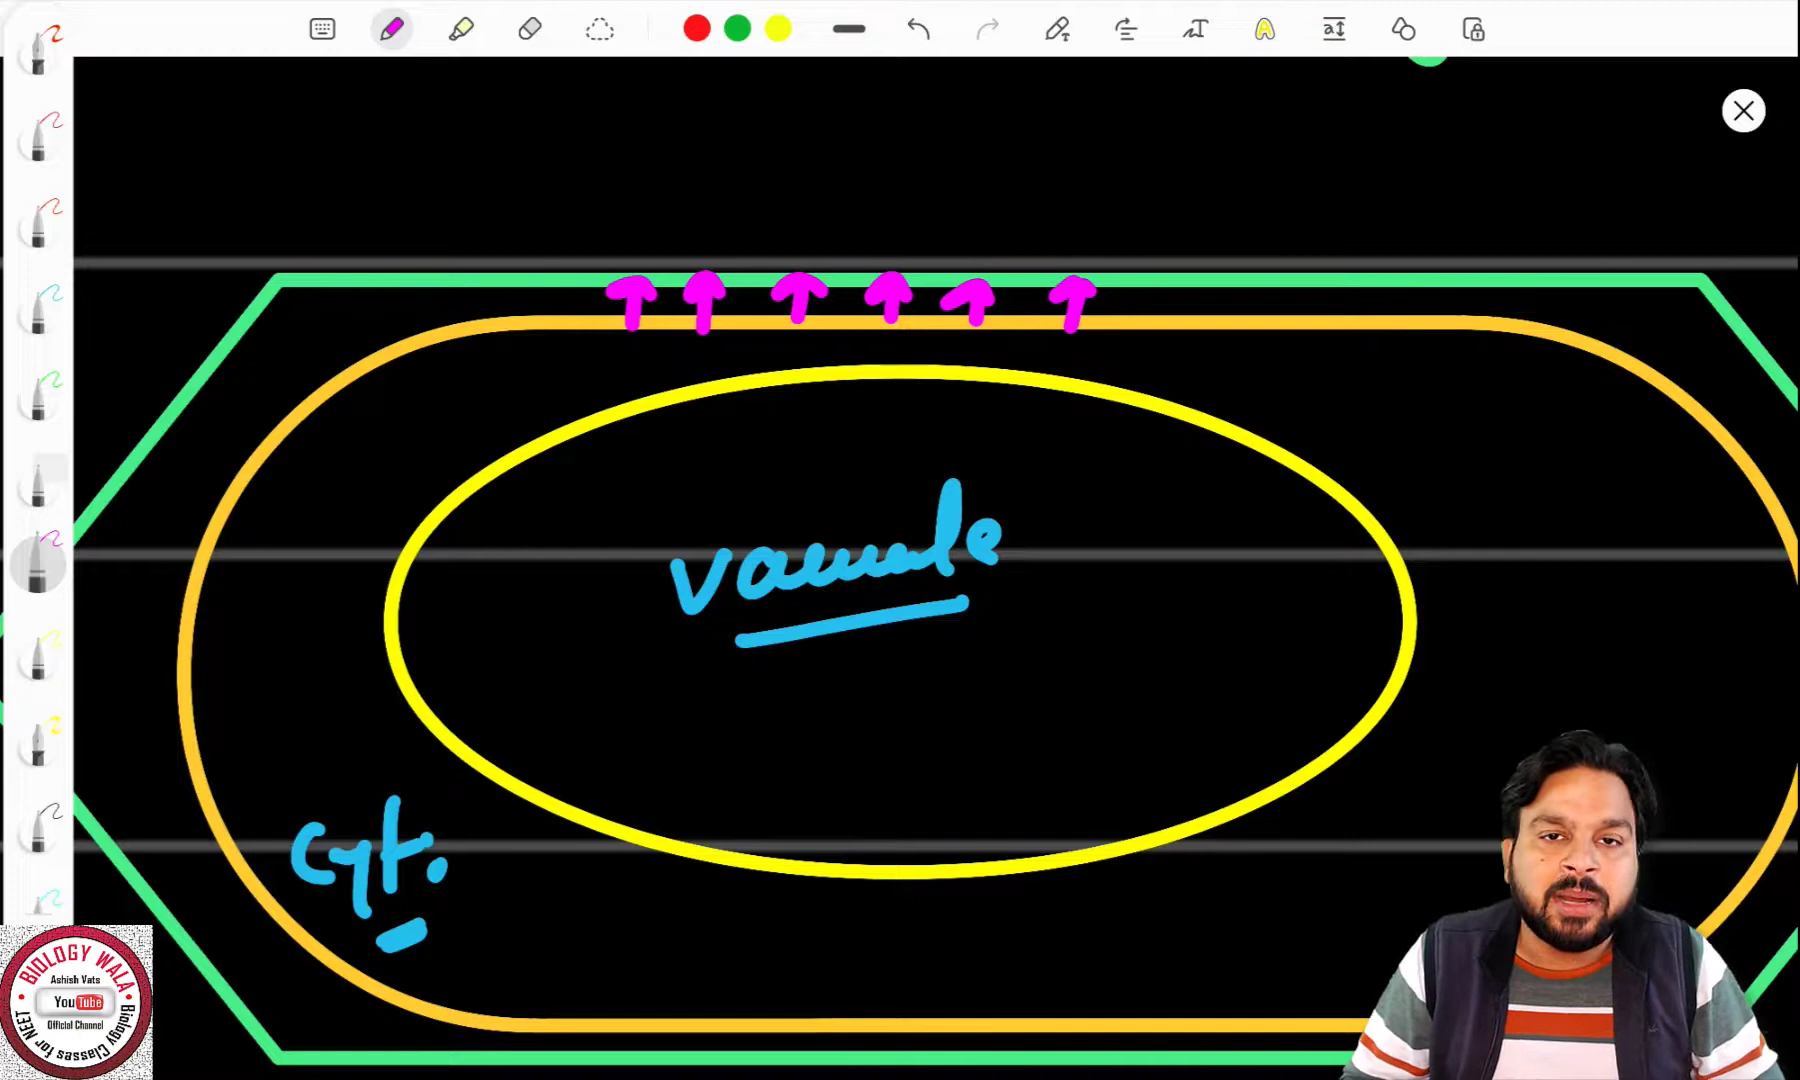 vacuole
cyt.
BIOLOGY WALA
Ashish Vats
YouTube
Official Channel
Biology Classes for NEET